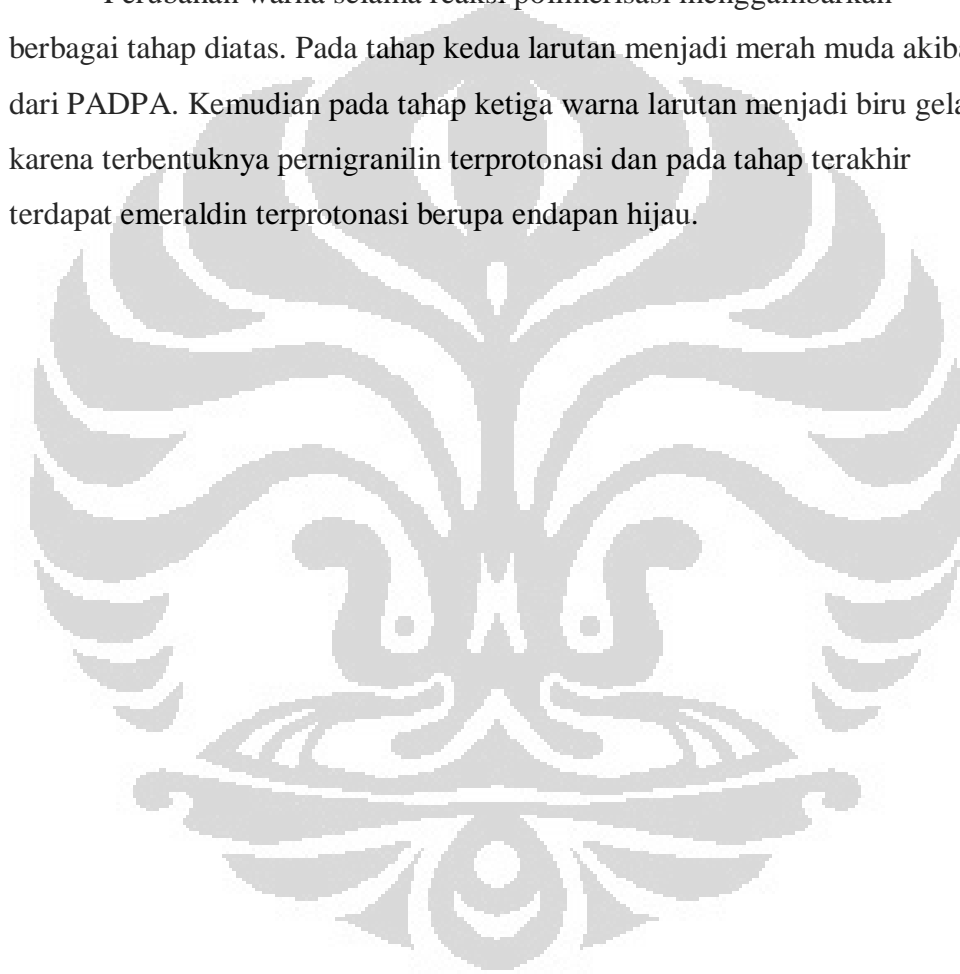 Perubahan warna selama reaksi polimerisasi menggambarkan
berbagai tahap diatas. Pada tahap kedua larutan menjadi merah muda akiba
dari PADPA. Kemudian pada tahap ketiga warna larutan menjadi biru gela
karena terbentuknya pernigranilin terprotonasi dan pada tahap terakhir
terdapat emeraldin terprotonasi berupa endapan hijau.